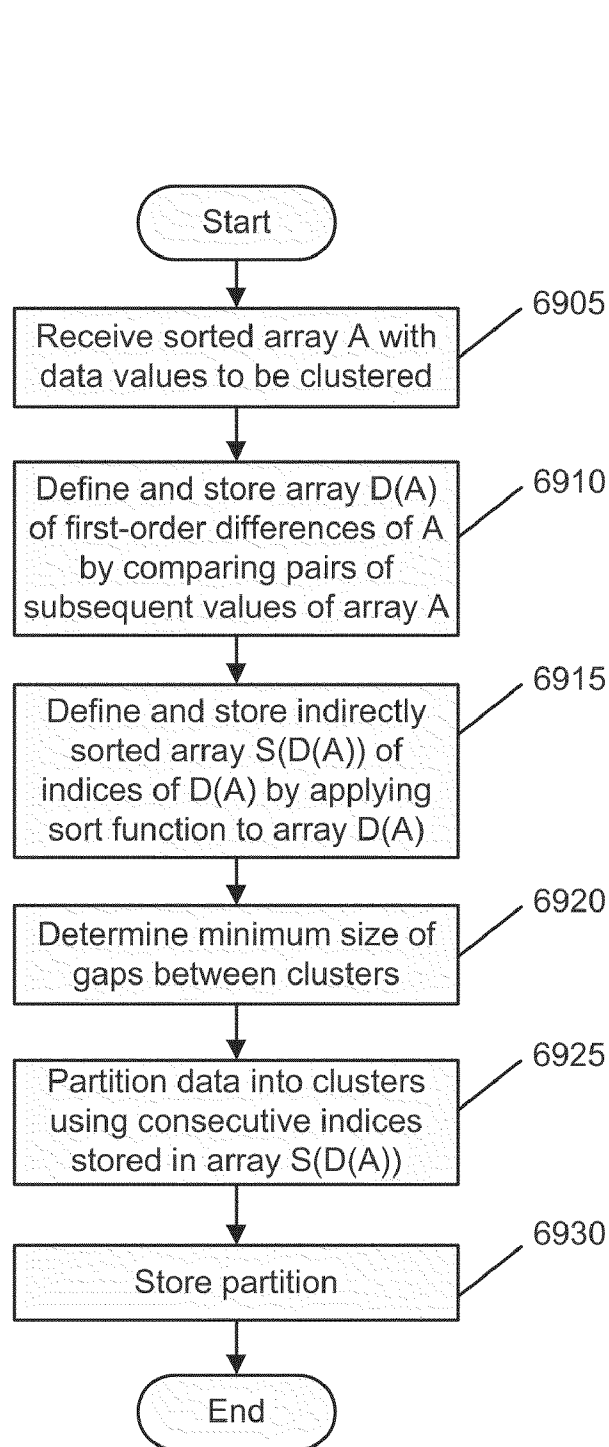 Start
6905
Receive sorted array A with
data values to be clustered
6910
Define and store array D(A)
of first-order differences of A
by comparing pairs of
subsequent values of array A
6915
Define and store indirectly
sorted array S(D(A)) of
indices of D(A) by applying
sort function to array D(A)
6920
Determine minimum size of
gaps between clusters
6925
Partition data into clusters
using consecutive indices
stored in array S(D(A))
6930
Store partition
End